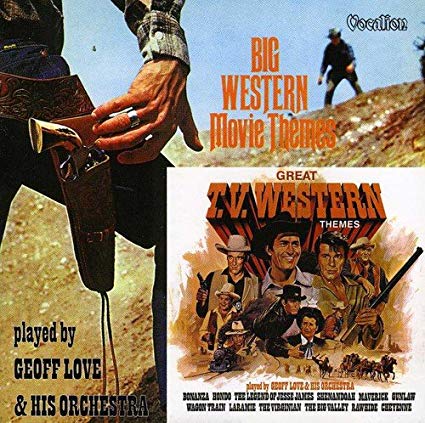 Vocation
BIG
WESTERN
Movie Themes
GREAT
T.V. WESTERN
THEMES
played by
GEOFF LOVE
& HIS ORCHESTRA
played by GEOFF LOVE & HIS ORCHESTRA
BONANZA HONDO THE LEGEND OF JESSE JAMES SHENANDOAH MAVERICK GUNLAW
WAGON TRAIN LARAMIE THE VIRGINIAN THE BIG VALLEY RAWHIDE CHEYENNE